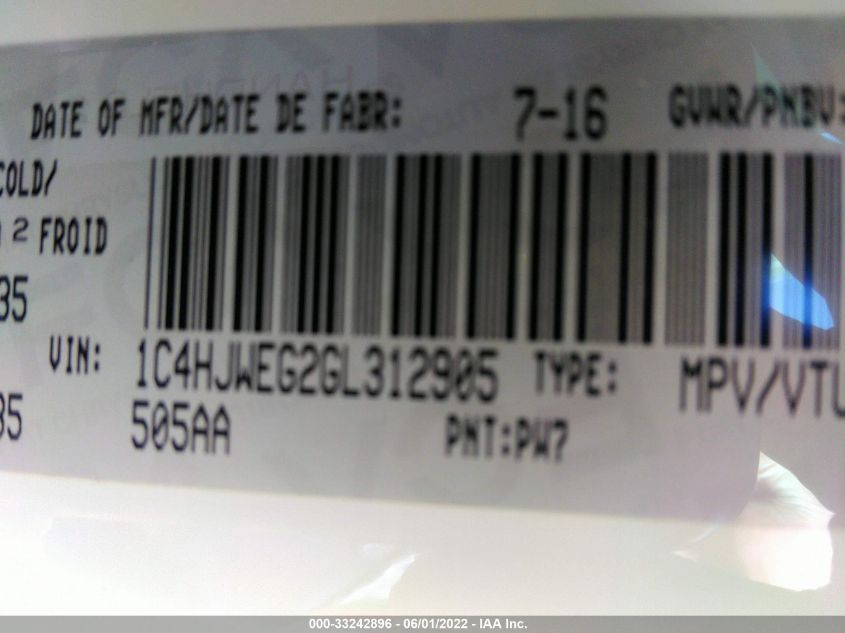 DATE OF MFR/DATE DE FABR: 7-16 GVWR/PNBV:
COLD/
2 FROID
35
VIN: 1C4HJWEG2GL312905 TYPE: MPV/VTU
35
505AA PNT:PW7
000-33242896 - 06/01/2022 - IAA Inc.